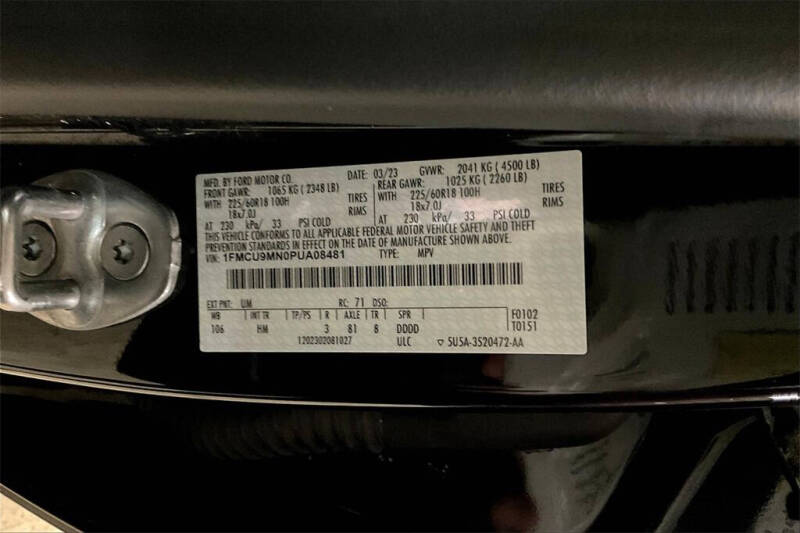 MFD. BY FORD MOTOR CO. DATE: 03/23 GVWR: 2041 KG ( 4500 LB)
FRONT GAWR: 1065 KG ( 2348 LB) REAR GAWR: 1025 KG ( 2260 LB)
WITH 225/60R18 100H TIRES WITH 225/60R18 100H TIRES
18x7.0J RIMS 18x7.0J RIMS
AT 230 kPa/ 33 PSI COLD AT 230 kPa/ 33 PSI COLD
THIS VEHICLE CONFORMS TO ALL APPLICABLE FEDERAL MOTOR VEHICLE SAFETY AND THEFT
PREVENTION STANDARDS IN EFFECT ON THE DATE OF MANUFACTURE SHOWN ABOVE.
VIN: 1FMCU9MN0PUA08481 TYPE: MPV
EXT PNT: UM RC: 71 DSO:
WB INT TR TP/PS R AXLE TR SPR F0102
106 HM 3 81 8 DDDD T0151
1202302081027 ULC ▽ SU5A-3520472-AA